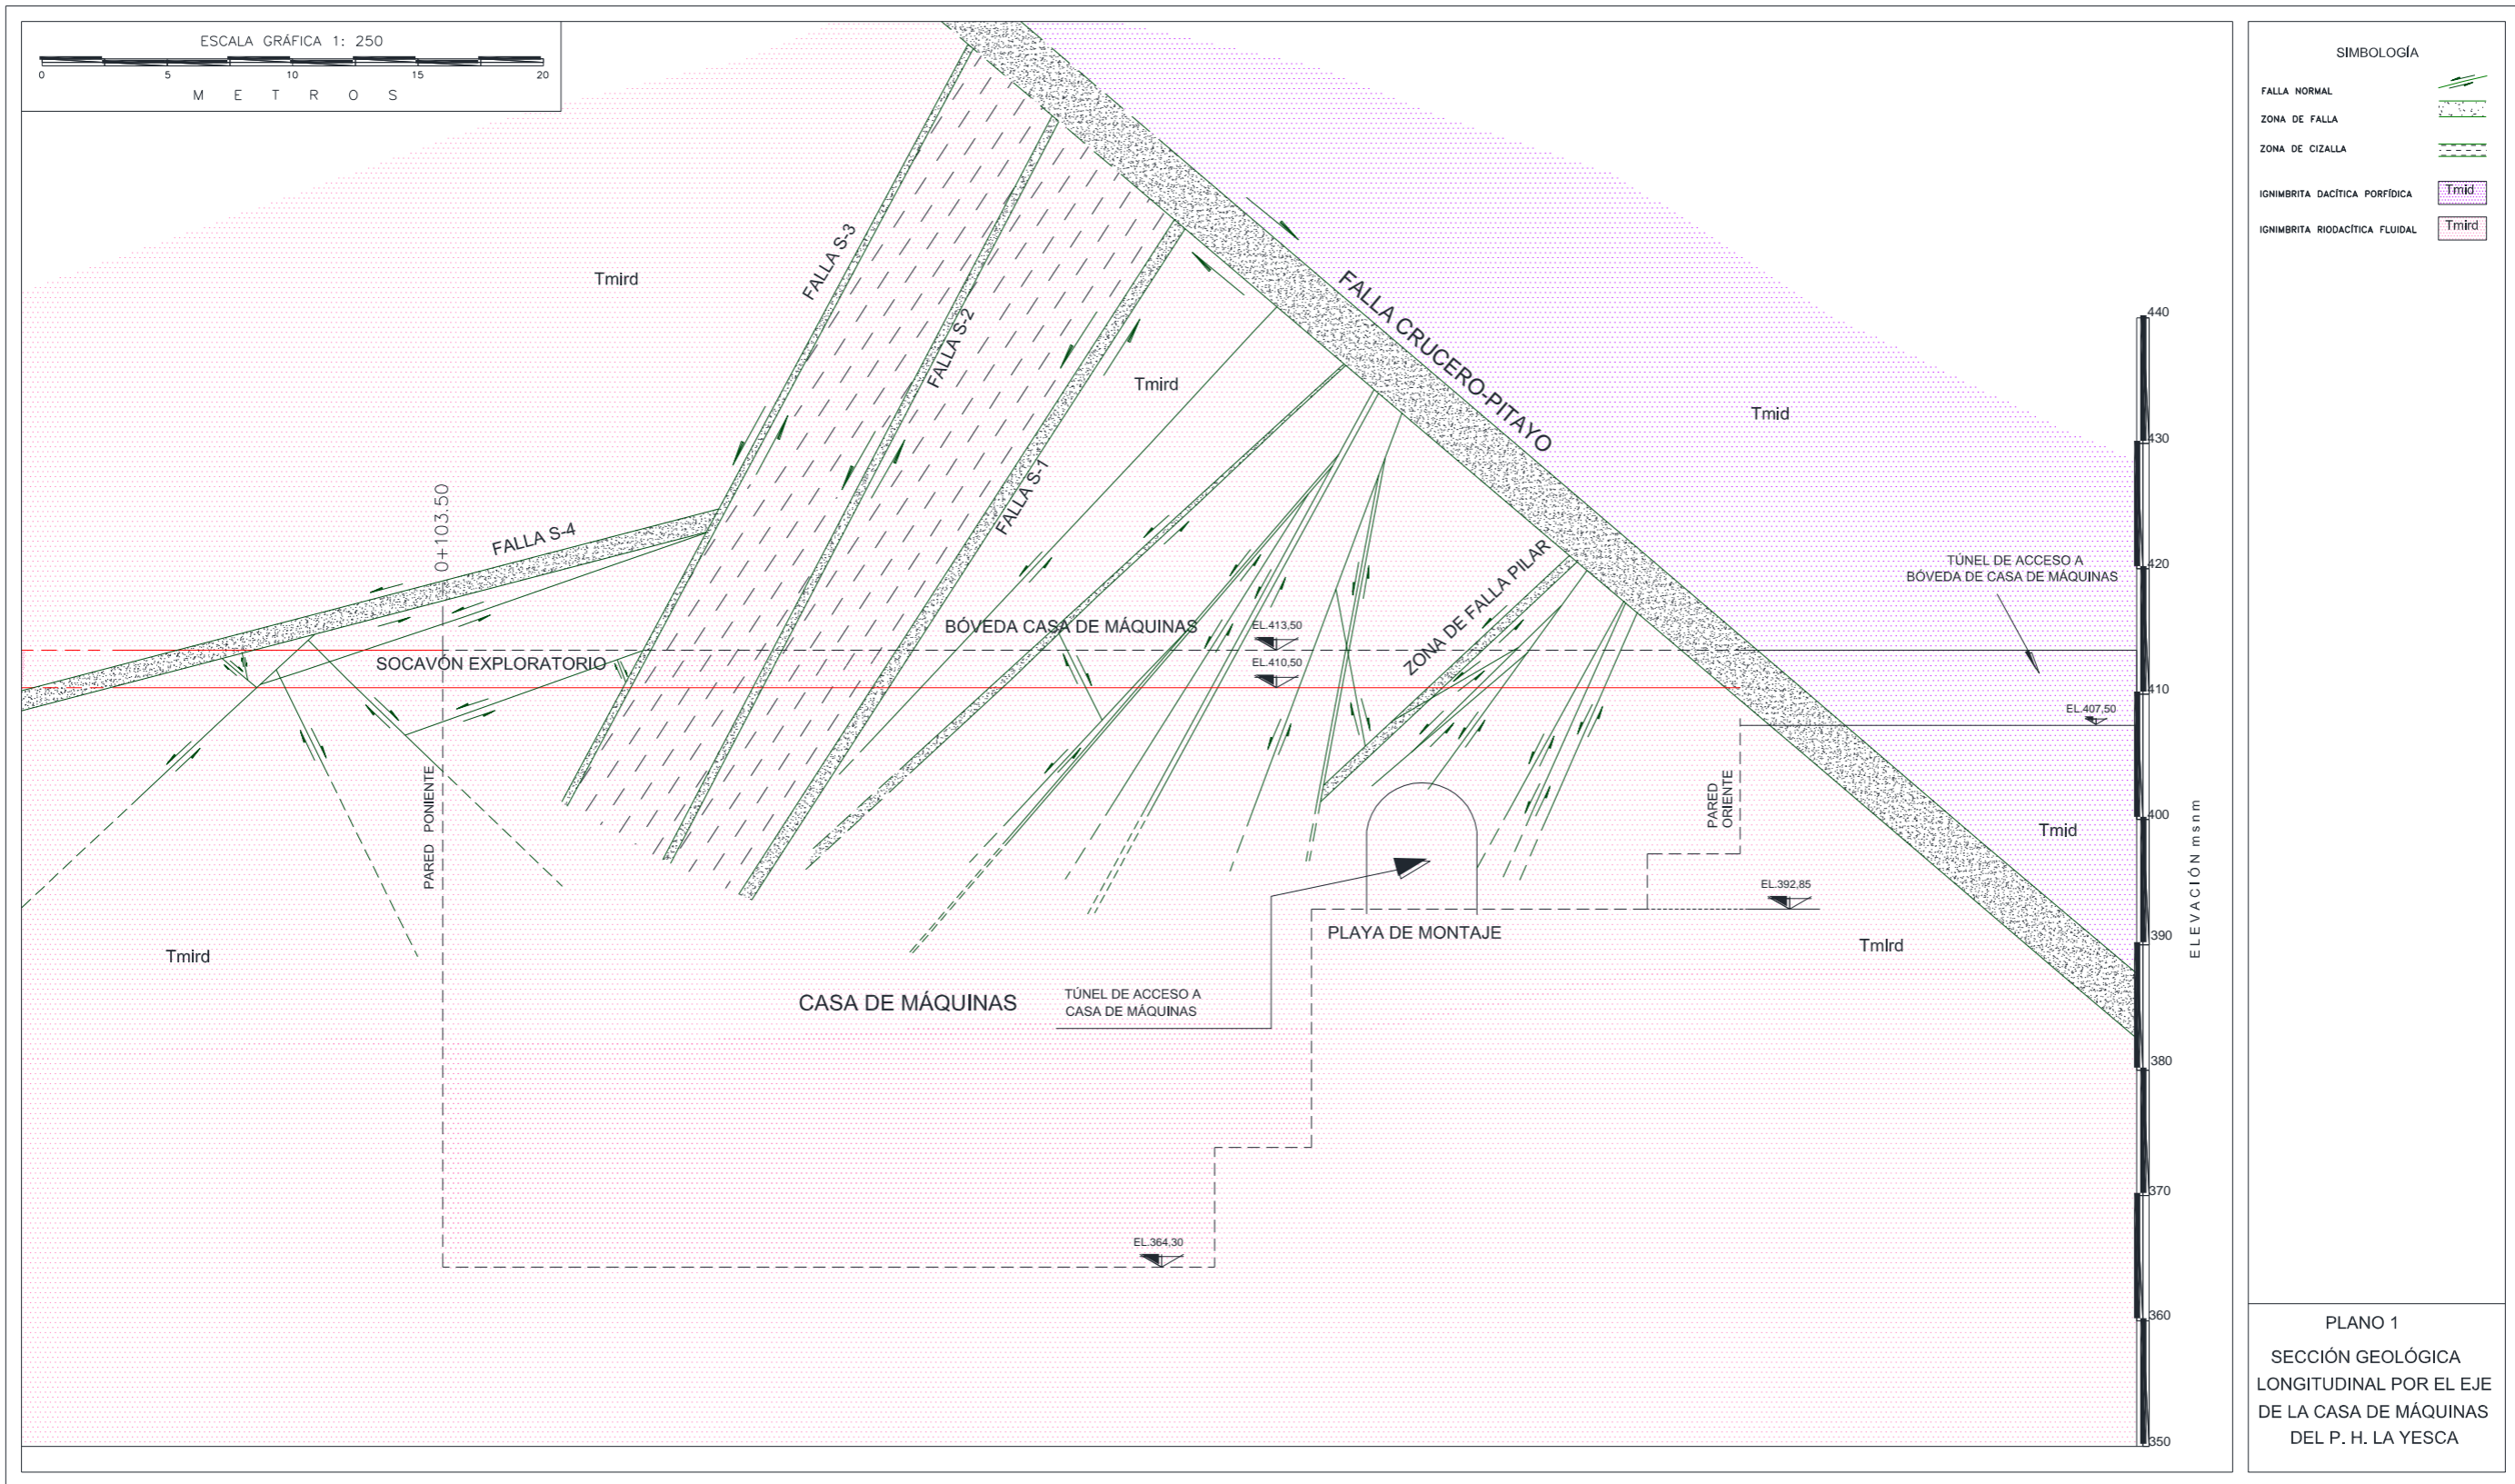 ESCALA GRÁFICA 1: 250
0 5 10 15 20
M E T R O S
SIMBOLOGÍA
FALLA NORMAL
ZONA DE FALLA
ZONA DE CIZALLA
IGNIMBRITA DACÍTICA PORFÍDICA
Tmid
IGNIMBRITA RIODACÍTICA FLUIDAL
Tmird
FALLA S-3
Tmird
FALLA S-2
FALLA CRUCERO-PITAYO
440
Tmird
Tmid
430
FALLA S-1
0+103.50
FALLA S-4
ZONA DE FALLA PILAR
420
TÚNEL DE ACCESO A
BÓVEDA DE CASA DE MÁQUINAS
BÓVEDA CASA DE MÁQUINAS
EL.413,50
SOCAVÓN EXPLORATORIO
EL.410,50
410
EL.407,50
PARED PONIENTE
PARED
ORIENTE
400
Tmid
ELEVACIÓN msnm
EL.392,85
PLAYA DE MONTAJE
390
Tmird
TmIrd
CASA DE MÁQUINAS
TÚNEL DE ACCESO A
CASA DE MÁQUINAS
380
370
EL.364,30
360
350
PLANO 1
SECCIÓN GEOLÓGICA
LONGITUDINAL POR EL EJE
DE LA CASA DE MÁQUINAS
DEL P. H. LA YESCA